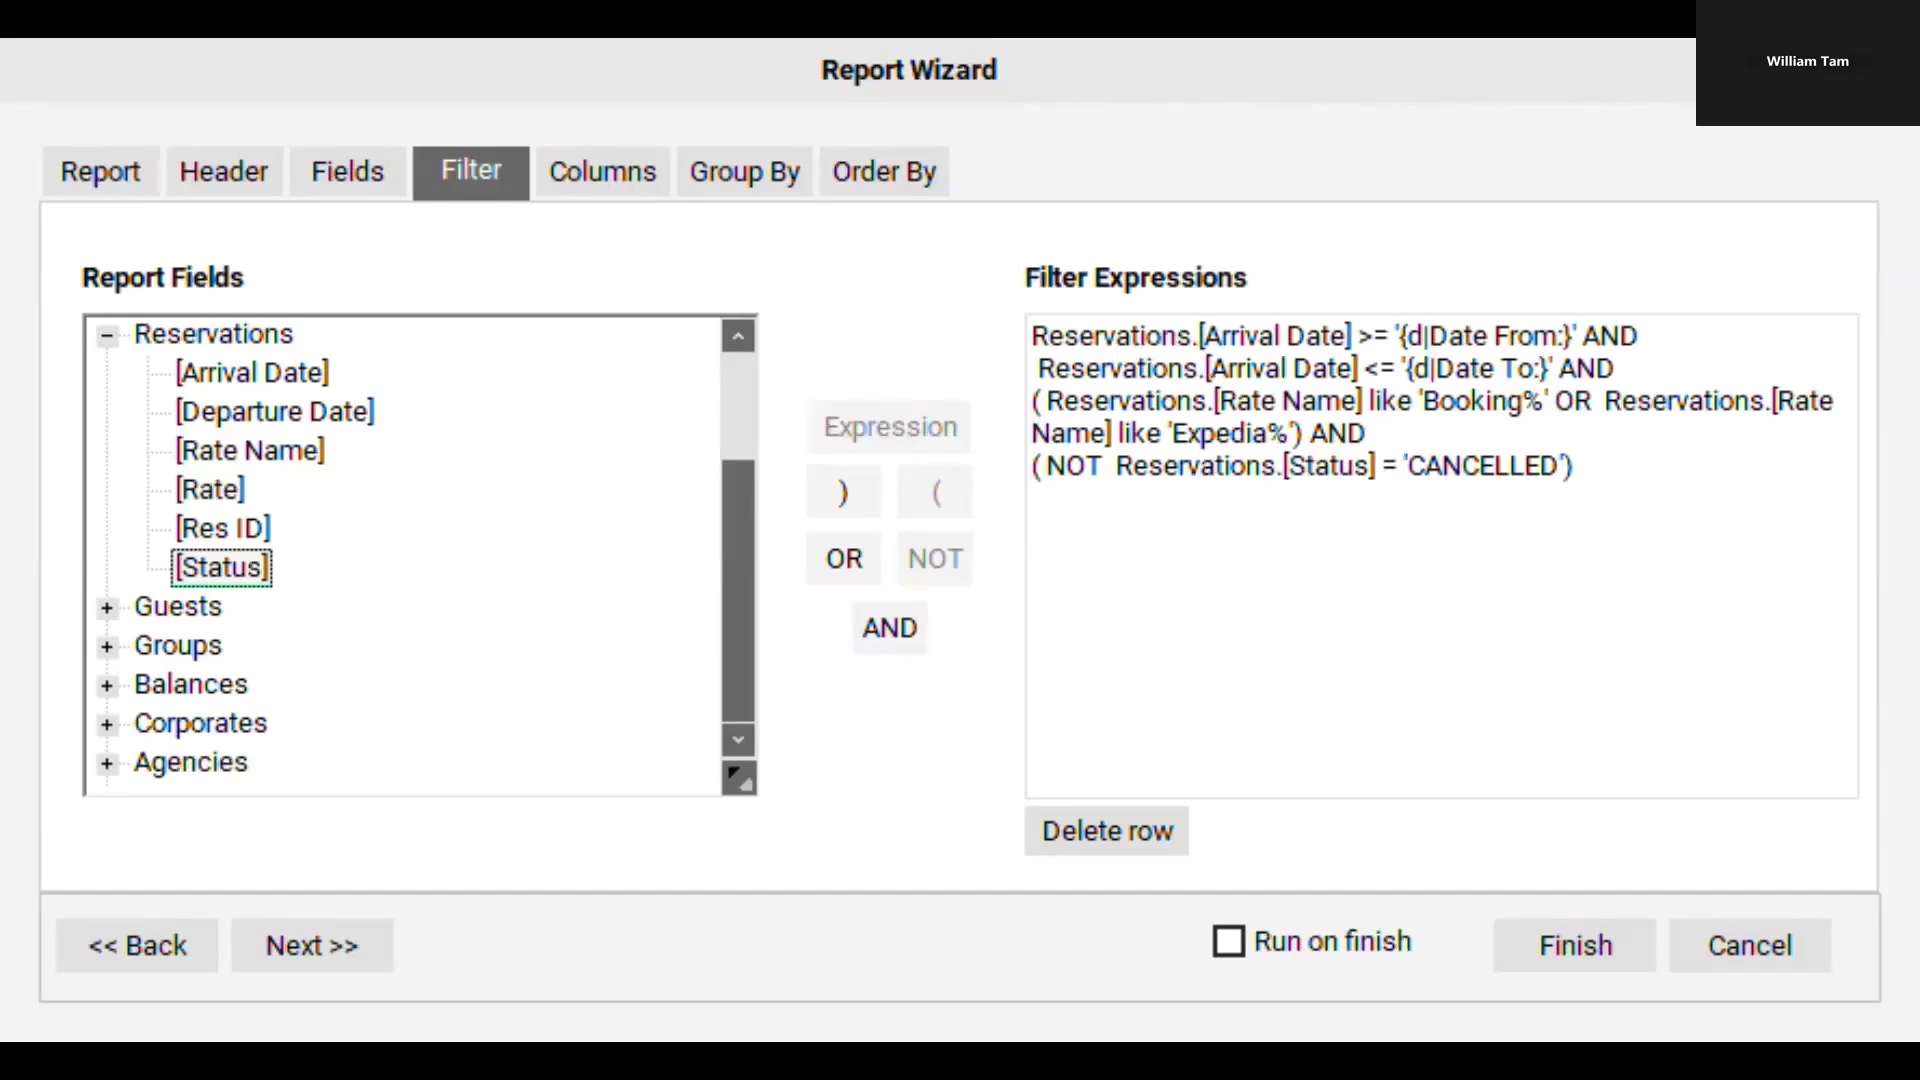 William Tam
Report Wizard
Report Header Fields Filter Columns Group By Order By
Report Fields
Filter Expressions
Reservations
[Arrival Date]
[Departure Date]
[Rate Name]
[Rate]
[Res ID]
[Status]
Guests
Groups
Balances
Corporates
Agencies
Expression
) (
OR NOT
AND
Reservations.[Arrival Date] >= '{d|Date From:}' AND
Reservations.[Arrival Date] <= '{d|Date To:}' AND
( Reservations.[Rate Name] like 'Booking%' OR Reservations.[Rate
Name] like 'Expedia%') AND
( NOT Reservations.[Status] = 'CANCELLED')
Delete row
<< Back Next >> Run on finish Finish Cancel